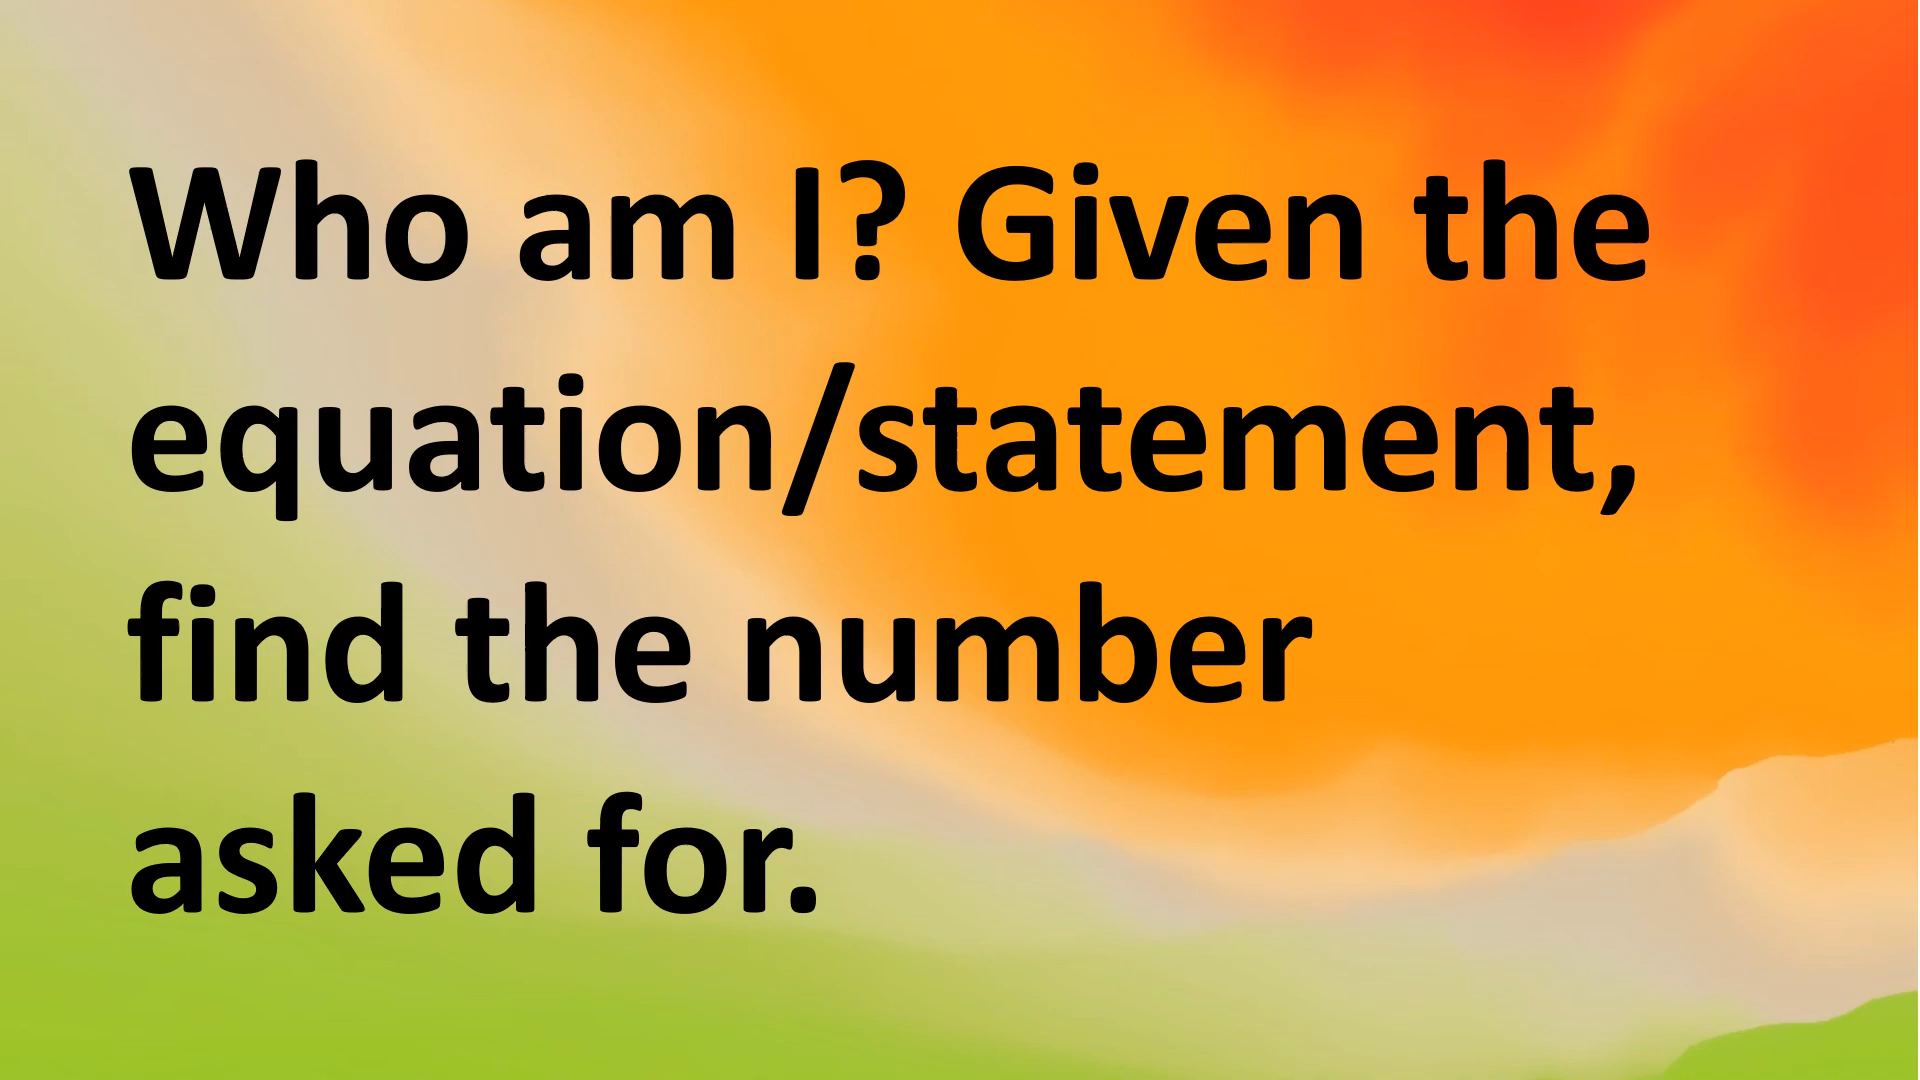 Who am I? Given the
equation/statement,
find the number
asked for.